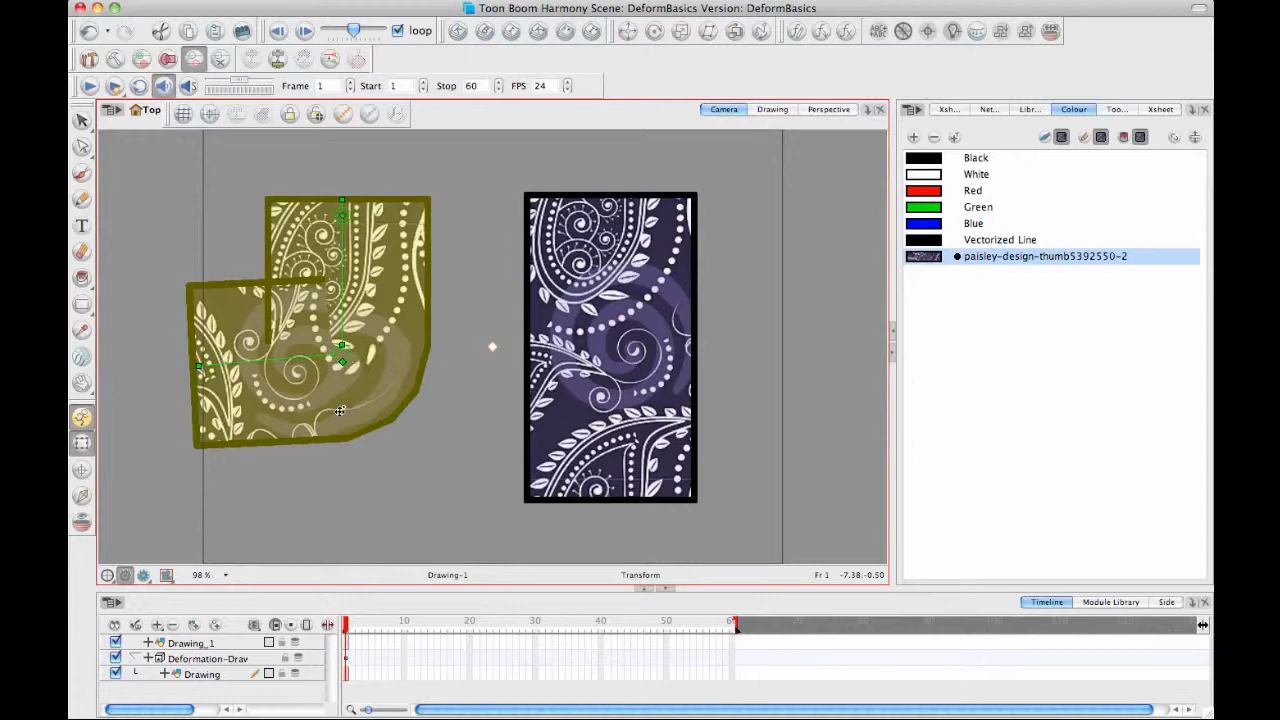 Toon Boom Harmony Scene: DeformBasics Version: DeformBasics
loop
Frame 1 Start 1 Stop 60 FPS 24
Top Camera Drawing Perspective
Xsh... Net... Libr... Colour Too... Xsheet
Black
White
Red
Green
Blue
Vectorized Line
paisley-design-thumb5392550-2
98 % Drawing-1 Transform Fr 1 -7.38:-0.50
Timeline Module Library Side
10 20 30 40 50
Drawing_1
Deformation-Drav
Drawing